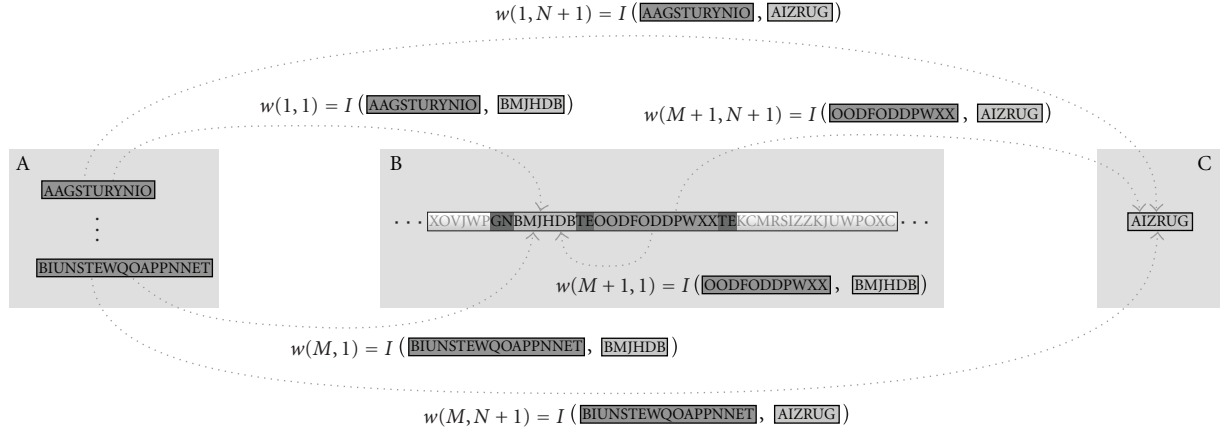 w(1, N + 1) = I (AAGSTURYNIO, AIZRUG)
w(1, 1) = I (AAGSTURYNIO, BMJHDB)
w(M + 1, N + 1) = I (OODFODDPWXX, AIZRUG)
A
B
C
AAGSTURYNIO
⋮
BIUNSTEWQOAPPNNET
··· XOVJWPGNBMJHDBTEOODFODDPWXXTEKCMRSIZZKJUWPOXC ···
AIZRUG
w(M + 1, 1) = I (OODFODDPWXX, BMJHDB)
w(M, 1) = I (BIUNSTEWQOAPPNNET, BMJHDB)
w(M, N + 1) = I (BIUNSTEWQOAPPNNET, AIZRUG)